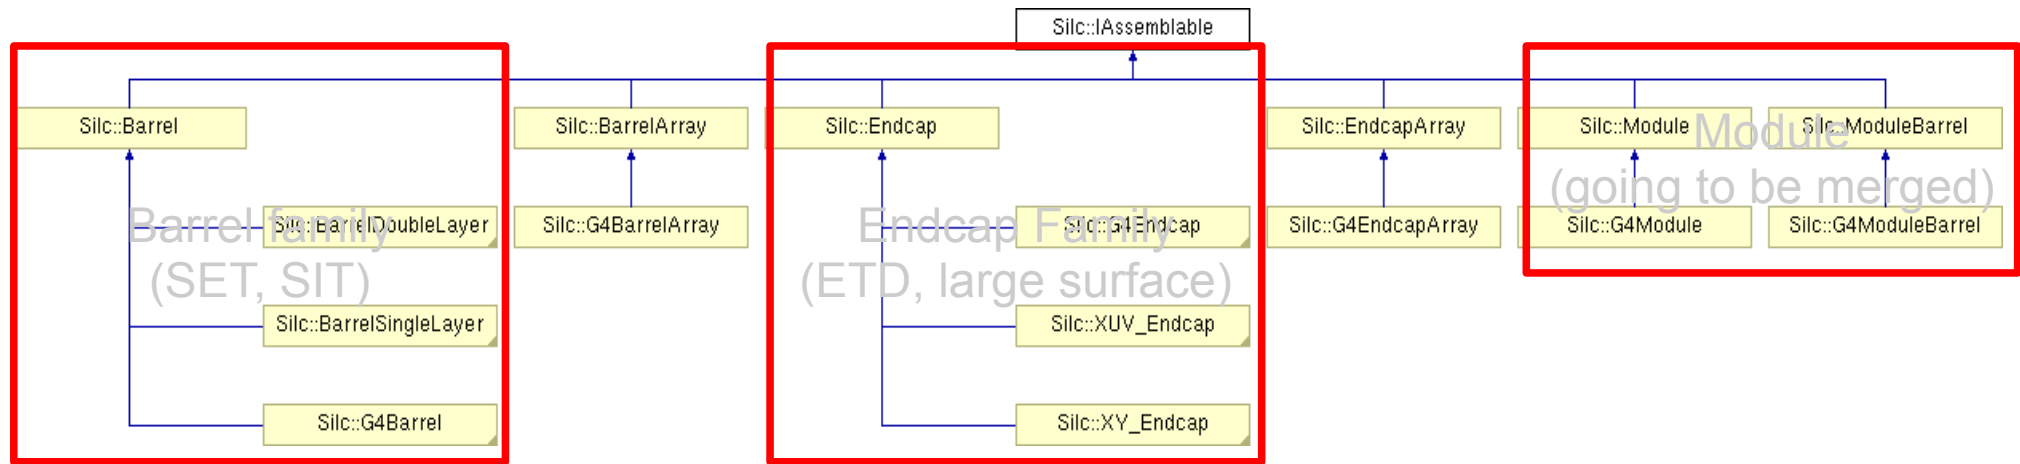 Silc::IAssemblable
Silc::Barrel
Silc::BarrelArray
Silc::Endcap
Silc::EndcapArray
Silc::Module
Silc::ModuleBarrel
Module
(going to be merged)
Silc::BarrelDoubleLayer
Silc::G4BarrelArray
Silc::G4Endcap
Silc::G4EndcapArray
Silc::G4Module
Silc::G4ModuleBarrel
Barrel family
(SET, SIT)
Endcap Family
(ETD, large surface)
Silc::BarrelSingleLayer
Silc::XUV_Endcap
Silc::G4Barrel
Silc::XY_Endcap